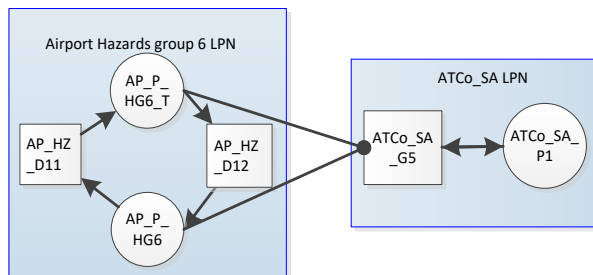 Airport Hazards group 6 LPN
AP_P_
HG6_T
AP_HZ
_D11
AP_HZ
_D12
AP_P_
HG6
ATCo_SA LPN
ATCo_SA
_G5
ATCo_SA_
P1